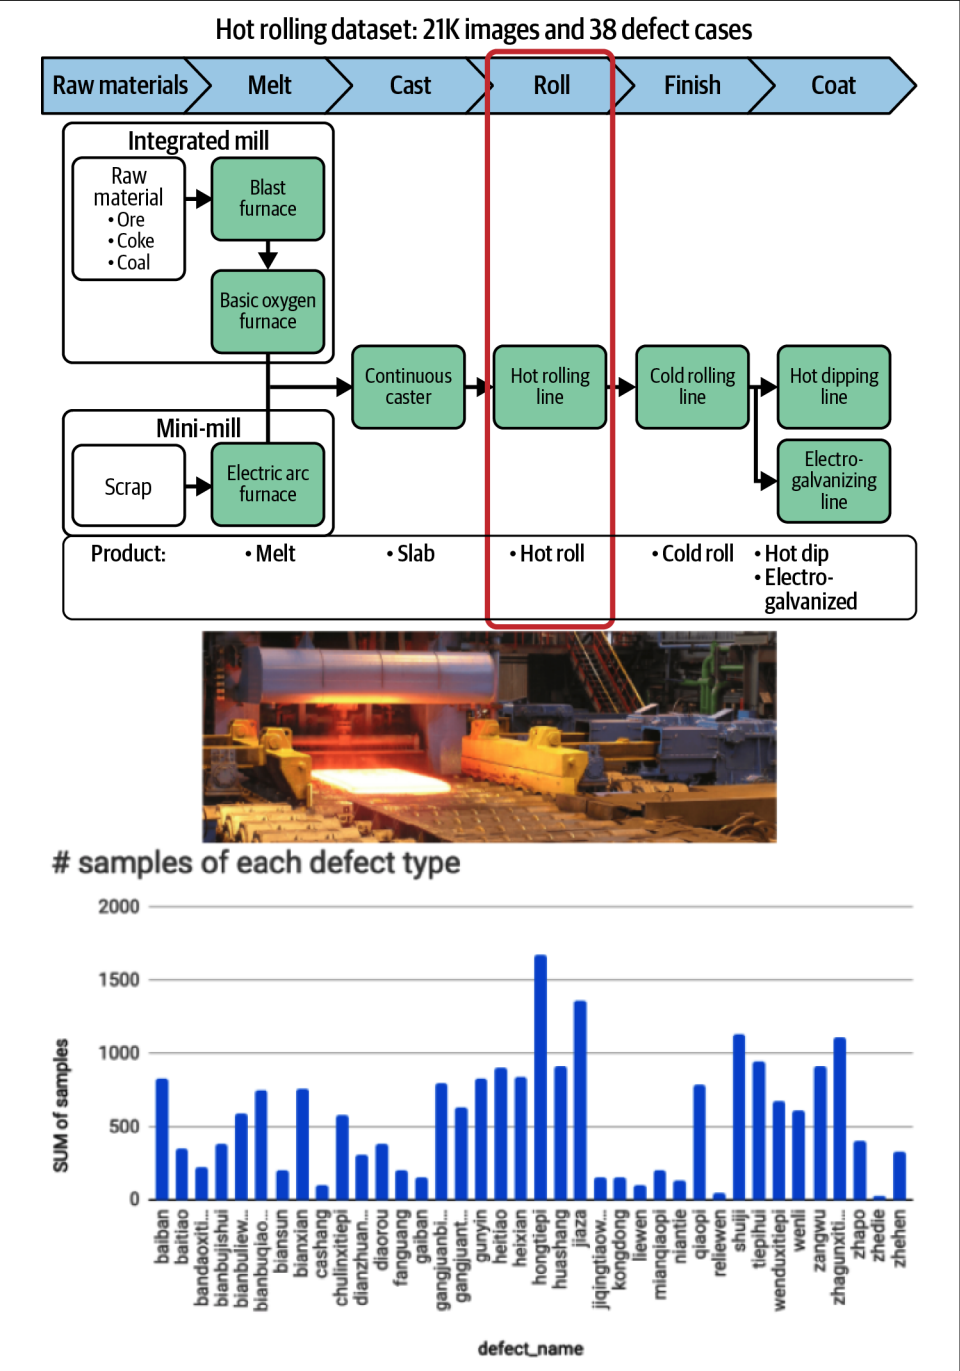 Hot rolling dataset: 21K images and 38 defect cases
Raw materials
Melt
Cast
Roll
Finish
Coat
Integrated mill
Raw
material
• Ore
• Coke
• Coal
Blast
furnace
Basic oxygen
furnace
Continuous
caster
Hot rolling
line
Cold rolling
line
Hot dipping
line
Mini-mill
Scrap
Electric arc
furnace
Electro-
galvanizing
line
Product:
• Melt
• Slab
• Hot roll
• Cold roll
• Hot dip
• Electro-
galvanized
# samples of each defect type
SUM of samples
2000
1500
1000
500
0
baiban
baitiao
bandaoxiti...
bianbujishui
bianbuliew...
bianbuqiao...
biansun
bianxian
cashang
chulinxitiepi
dianzhuan...
diaorou
fanguang
gaiban
gangjuanbi...
gangjuant...
gunyin
heitiao
heixian
hongtiepi
huashang
jiaza
jiqingtiaow...
kongdong
liewen
mianqiaopi
niantie
qiaopi
reliewen
shuiji
tiepihui
wenduxitiepi
wenli
zangwu
zhagunxiti...
zhapo
zhedie
zhehen
defect_name